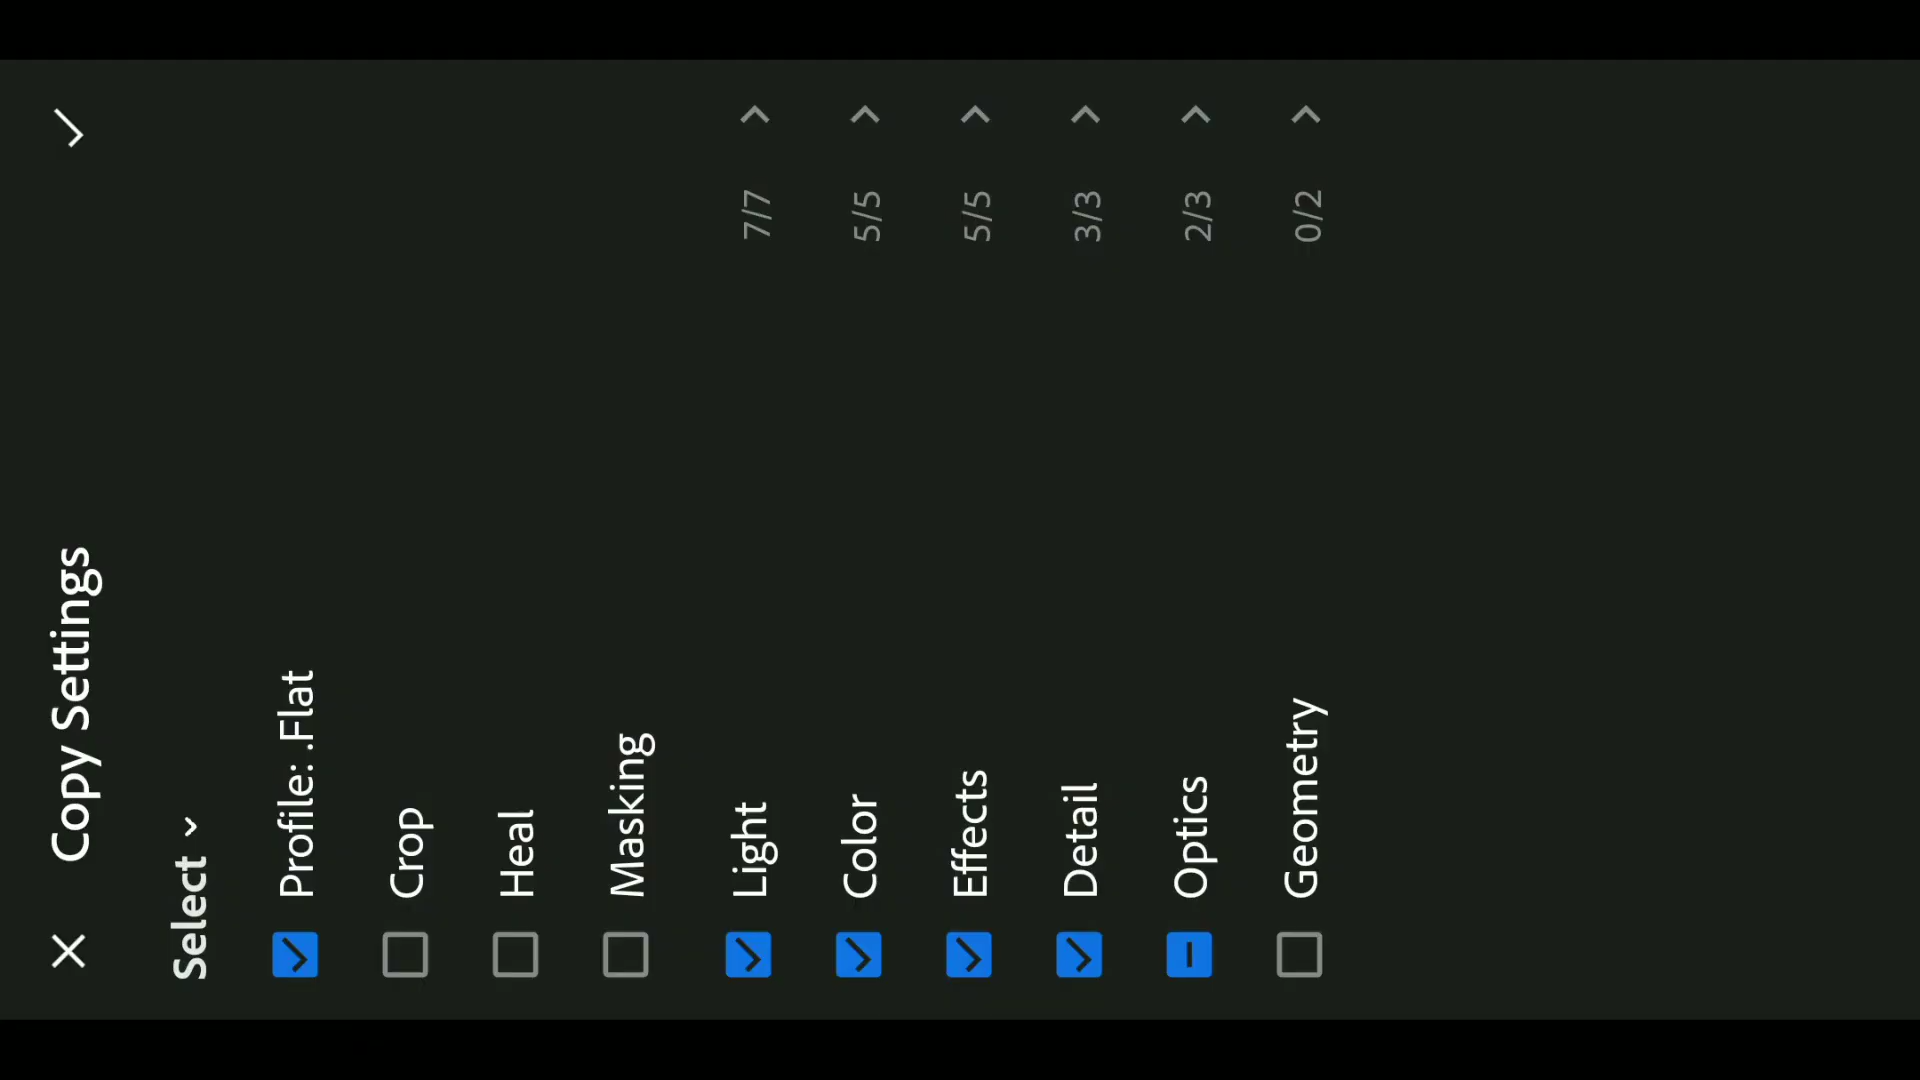 Copy Settings
Select
Profile: .Flat
Crop
Heal
Masking
Light 7/7
Color 5/5
Effects 5/5
Detail 3/3
Optics 2/3
Geometry 0/2